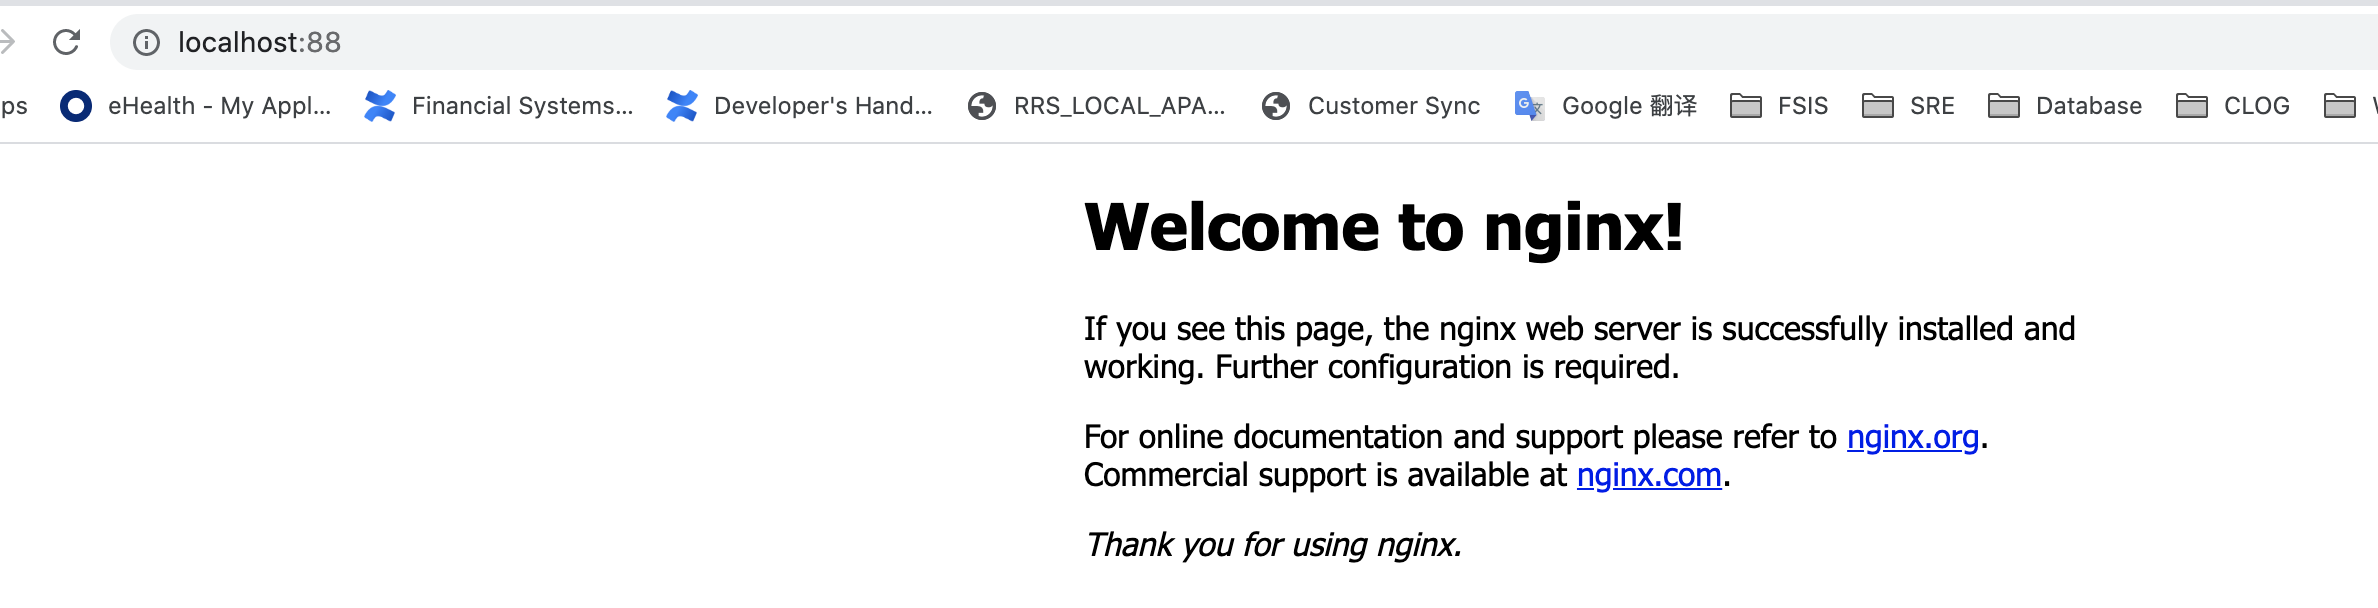 localhost:88
ps eHealth - My Appl... Financial Systems... Developer's Hand... RRS_LOCAL_APA... Customer Sync Google 翻译 FSIS SRE Database CLOG
Welcome to nginx!
If you see this page, the nginx web server is successfully installed and
working. Further configuration is required.
For online documentation and support please refer to nginx.org.
Commercial support is available at nginx.com.
Thank you for using nginx.